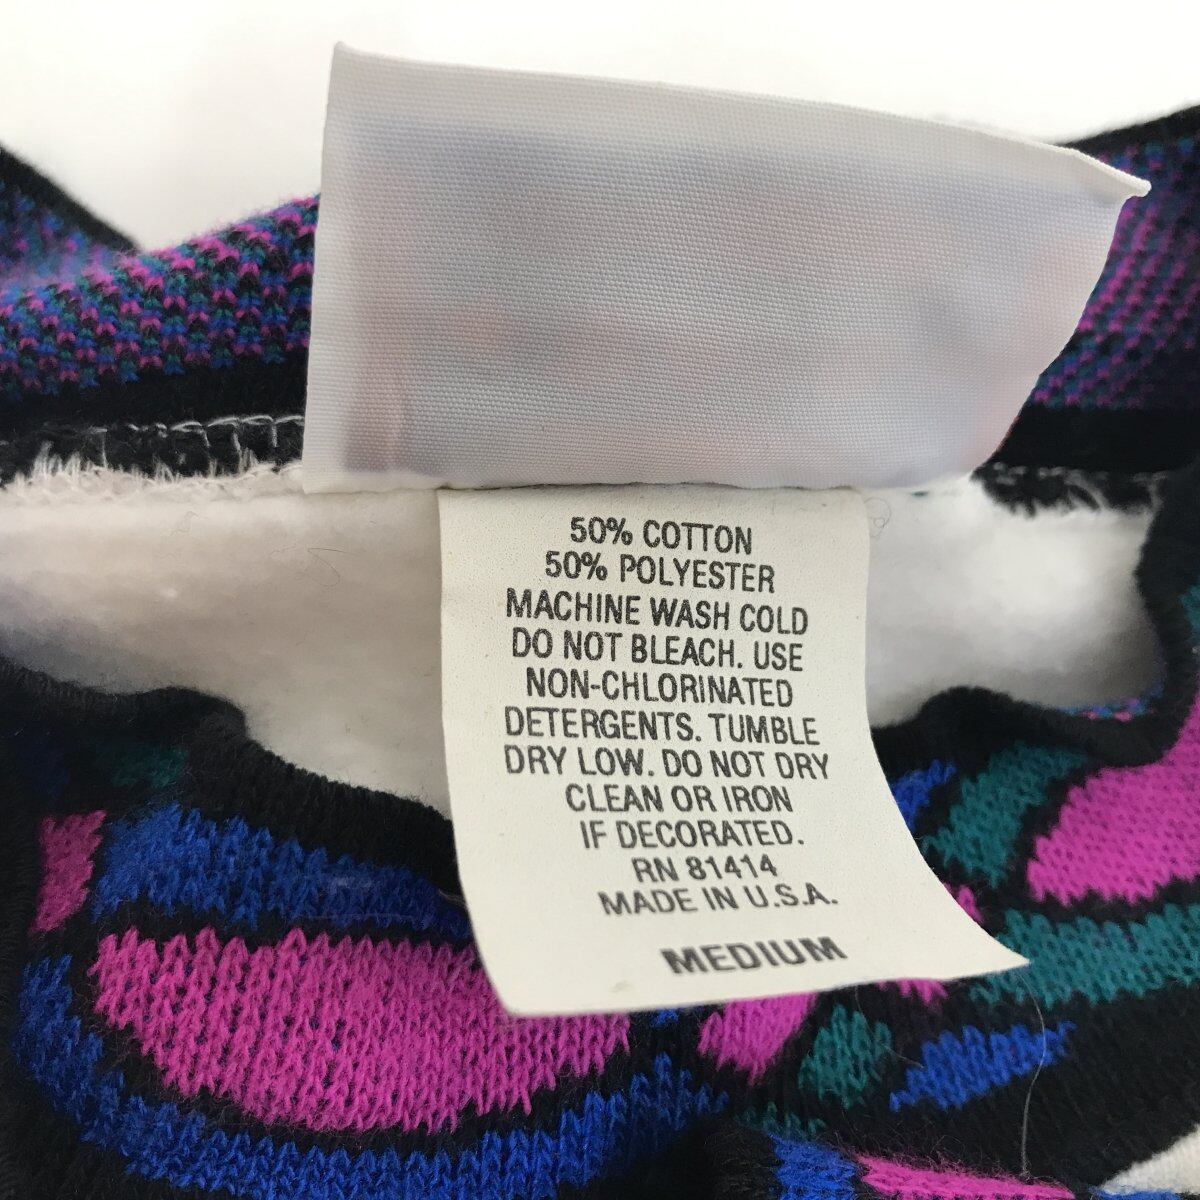 50% COTTON
50% POLYESTER
MACHINE WASH COLD
DO NOT BLEACH. USE
NON-CHLORINATED
DETERGENTS. TUMBLE
DRY LOW. DO NOT DRY
CLEAN OR IRON
IF DECORATED.
RN 81414
MADE IN U.S.A.
MEDIUM